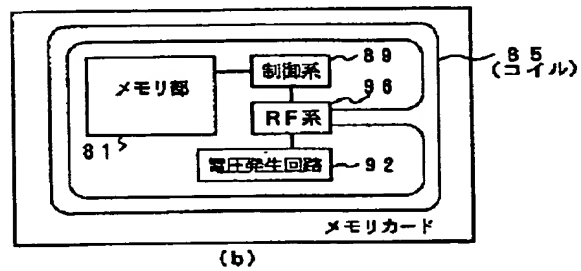 制御系 89
85
(コイル)
メモリ部
RF系 96
81
電圧発生回路 92
メモリカード
(b)